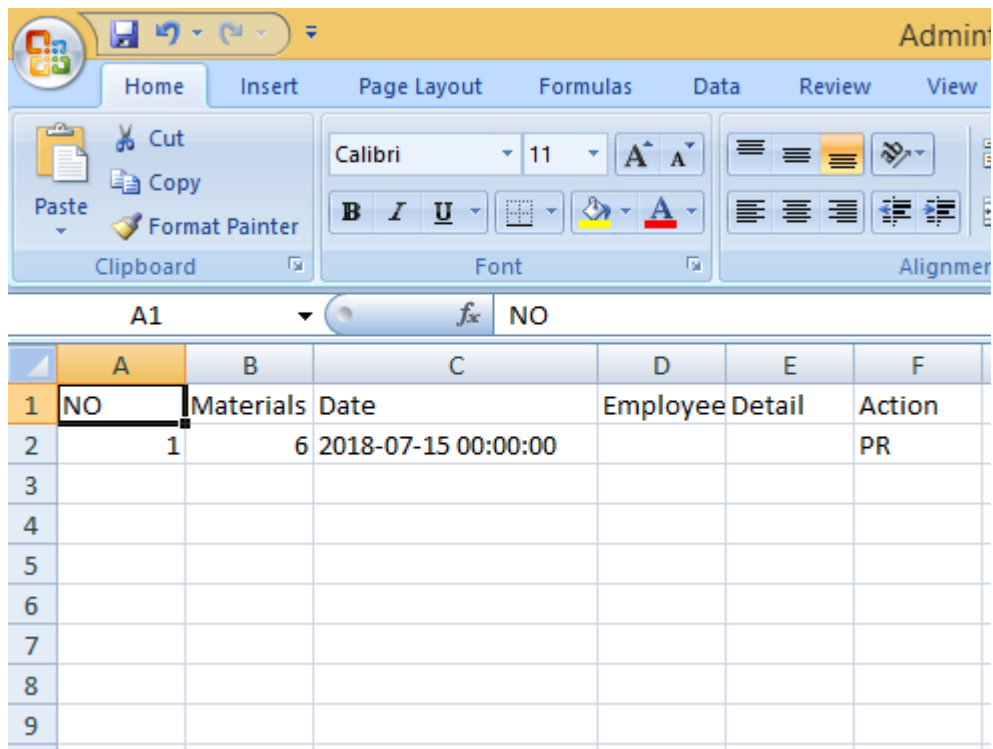 Admin
Home Insert Page Layout Formulas Data Review View
Cut
Calibri 11 A A
Copy
Paste
B I U A
Format Painter
Clipboard Font
A1 fx NO
A B C D E F
1 NO Materials Date Employee Detail Action
2 1 6 2018-07-15 00:00:00 PR
3
4
5
6
7
8
9